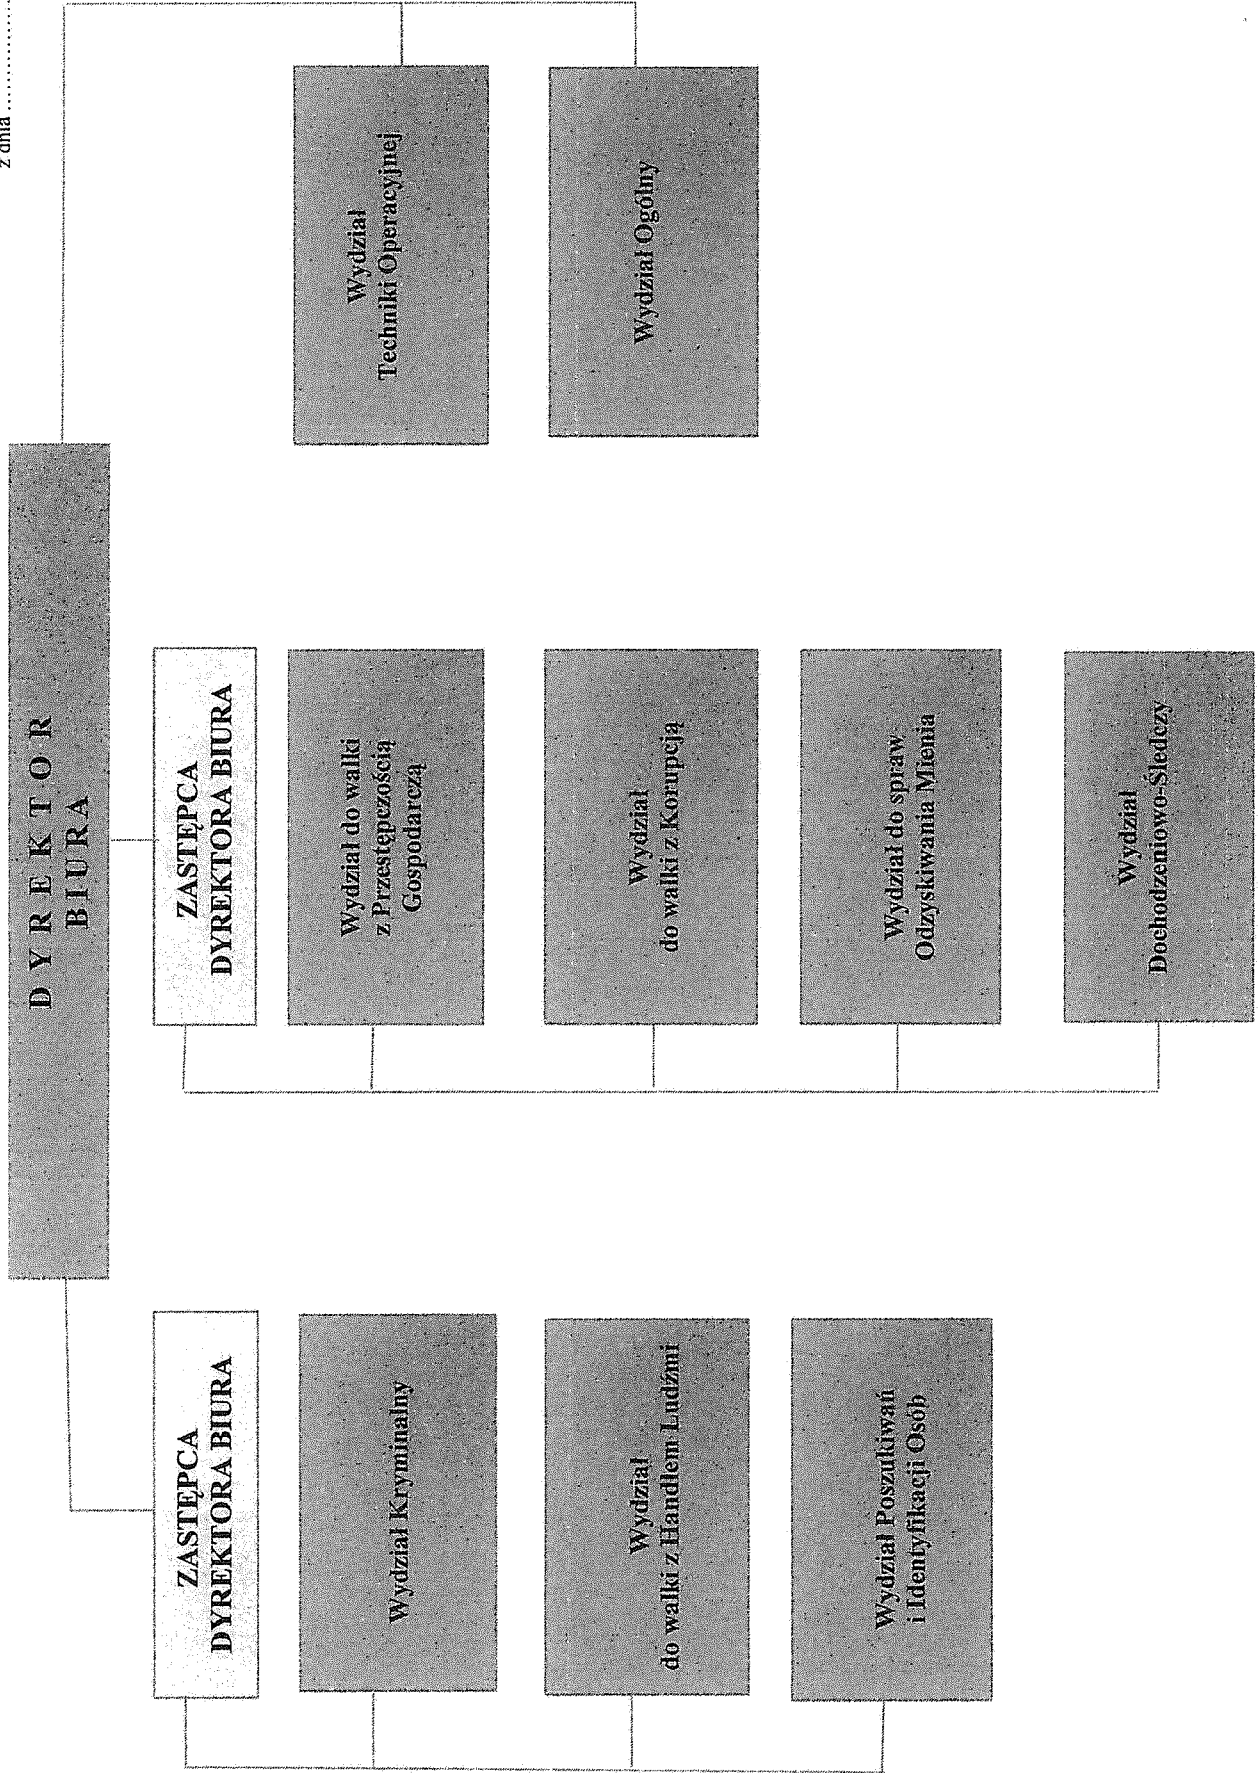 z dnia ..............
D Y R E K T O R
BIURA
ZASTĘPCA
DYREKTORA BIURA
Wydział Kryminalny
Wydział
do walki z Handlem Ludźmi
Wydział Poszukiwań
i Identyfikacji Osób
ZASTĘPCA
DYREKTORA BIURA
Wydział do walki
z Przestępczością
Gospodarczą
Wydział
do walki z Korupcją
Wydział do spraw
Odzyskiwania Mienia
Wydział
Dochodzeniowo-Śledczy
Wydział
Techniki Operacyjnej
Wydział Ogólny